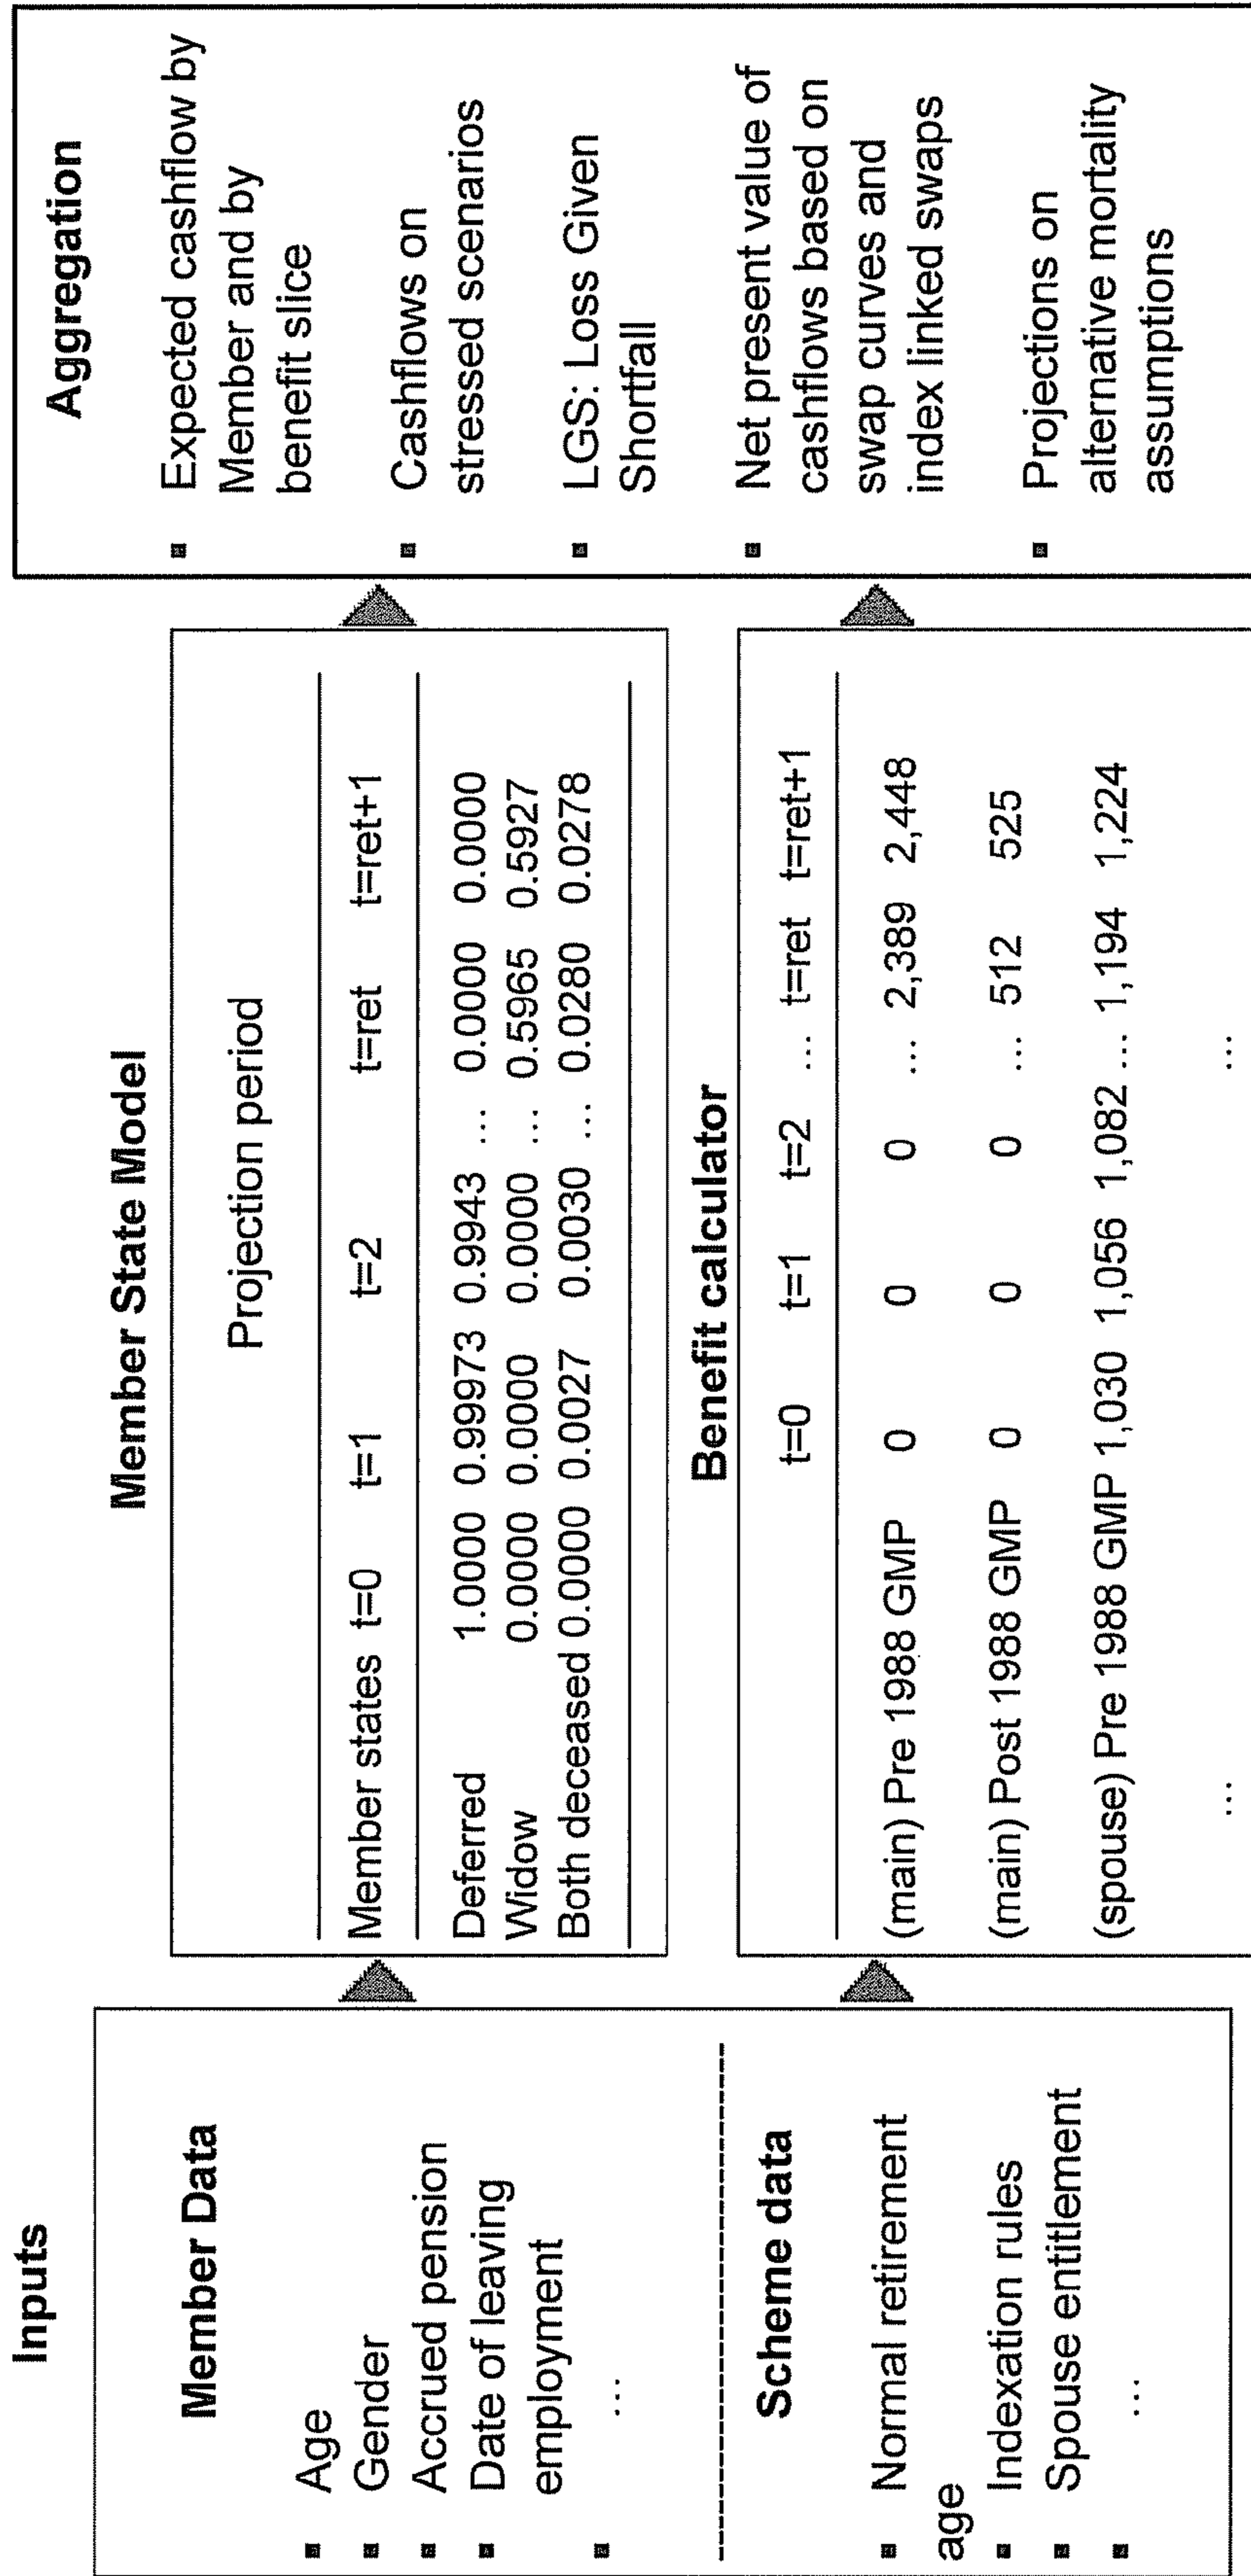 Inputs
Member Data
Age
Gender
Accrued pension
Date of leaving
employment
...
Scheme data
Normal retirement
age
Indexation rules
Spouse entitlement
...
Member State Model
Projection period
Member states t=0 t=1 t=2 t=ret t=ret+1
Deferred 1.0000 0.99973 0.9943 ... 0.0000 0.0000
Widow 0.0000 0.0000 0.0000 ... 0.5965 0.5927
Both deceased 0.0000 0.0027 0.0030 ... 0.0280 0.0278
Benefit calculator
t=0 t=1 t=2 ... t=ret t=ret+1
(main) Pre 1988 GMP 0 0 0 ... 2,389 2,448
(main) Post 1988 GMP 0 0 0 ... 512 525
(spouse) Pre 1988 GMP 1,030 1,056 1,082 ... 1,194 1,224
... ...
Aggregation
Expected cashflow by
Member and by
benefit slice
Cashflows on
stressed scenarios
LGS: Loss Given
Shortfall
Net present value of
cashflows based on
swap curves and
index linked swaps
Projections on
alternative mortality
assumptions